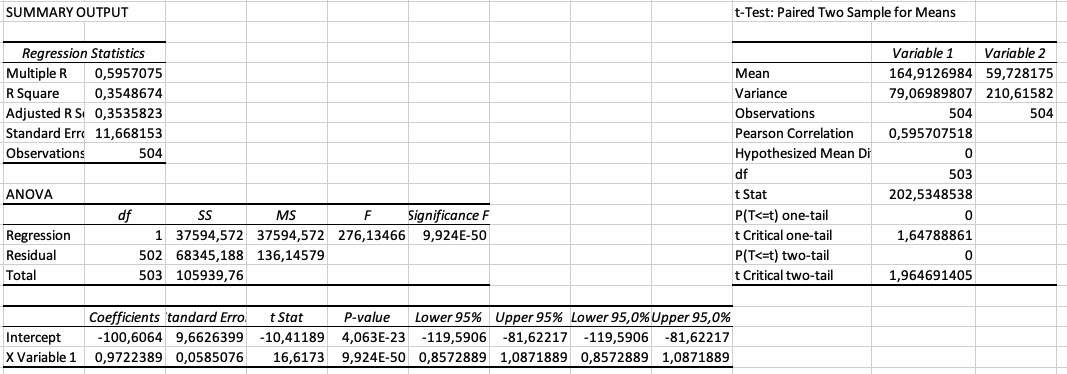 SUMMARY OUTPUT
Regression Statistics
Multiple R 0,5957075
R Square 0,3548674
Adjusted R S 0,3535823
Standard Erro 11,668153
Observations 504
ANOVA
df SS MS F Significance F
Regression 1 37594,572 37594,572 276,13466 9,924E-50
Residual 502 68345,188 136,14579
Total 503 105939,76
Coefficients tandard Erro t Stat P-value Lower 95% Upper 95% Lower 95,0% Upper 95,0%
Intercept -100,6064 9,6626399 -10,41189 4,063E-23 -119,5906 -81,62217 -119,5906 -81,62217
X Variable 1 0,9722389 0,0585076 16,6173 9,924E-50 0,8572889 1,0871889 0,8572889 1,0871889
t-Test: Paired Two Sample for Means
Variable 1 Variable 2
Mean 164,9126984 59,728175
Variance 79,06989807 210,61582
Observations 504 504
Pearson Correlation 0,595707518
Hypothesized Mean Di 0
df 503
t Stat 202,5348538
P(T<=t) one-tail 0
t Critical one-tail 1,64788861
P(T<=t) two-tail 0
t Critical two-tail 1,964691405